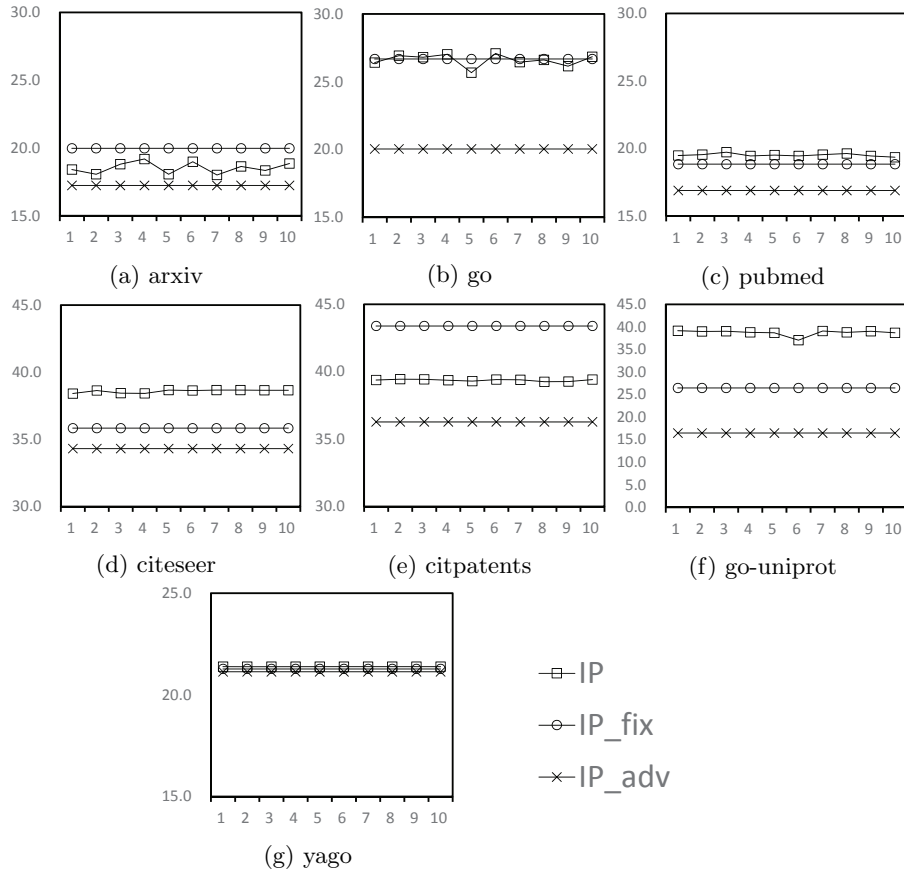 30.0
25.0
20.0
15.0
1 2 3 4 5 6 7 8 9 10
(a) arxiv
30.0
25.0
20.0
15.0
1 2 3 4 5 6 7 8 9 10
(b) go
30.0
25.0
20.0
15.0
1 2 3 4 5 6 7 8 9 10
(c) pubmed
45.0
40.0
35.0
30.0
1 2 3 4 5 6 7 8 9 10
(d) citeseer
45.0
40.0
35.0
30.0
1 2 3 4 5 6 7 8 9 10
(e) citpatents
45.0
40.0
35.0
30.0
25.0
20.0
15.0
10.0
5.0
0.0
1 2 3 4 5 6 7 8 9 10
(f) go-uniprot
25.0
20.0
15.0
1 2 3 4 5 6 7 8 9 10
(g) yago
IP
IP_fix
IP_adv